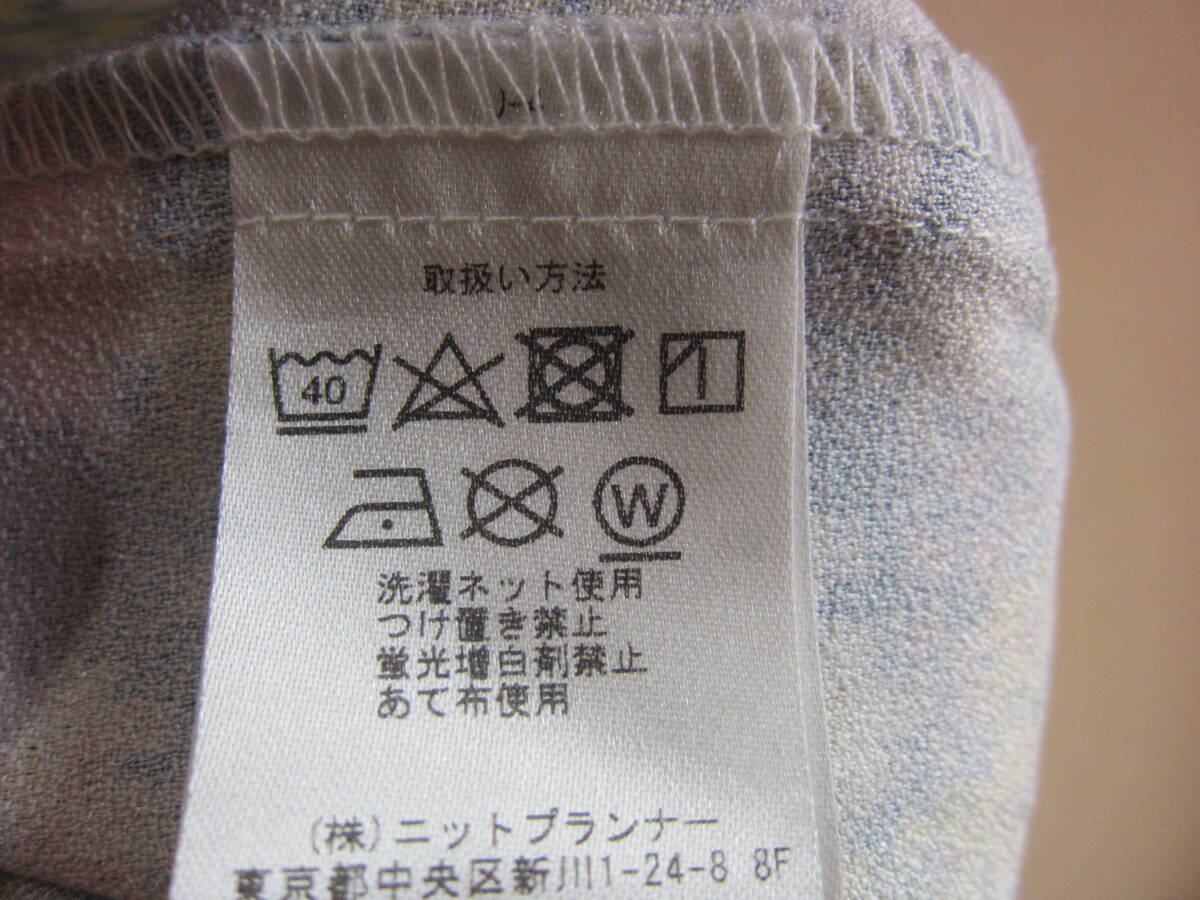 取扱い方法
40
W
洗濯ネット使用
つけ置き禁止
蛍光増白剤禁止
あて布使用
(株)ニットプランナー
東京都中央区新川1-24-8 8F